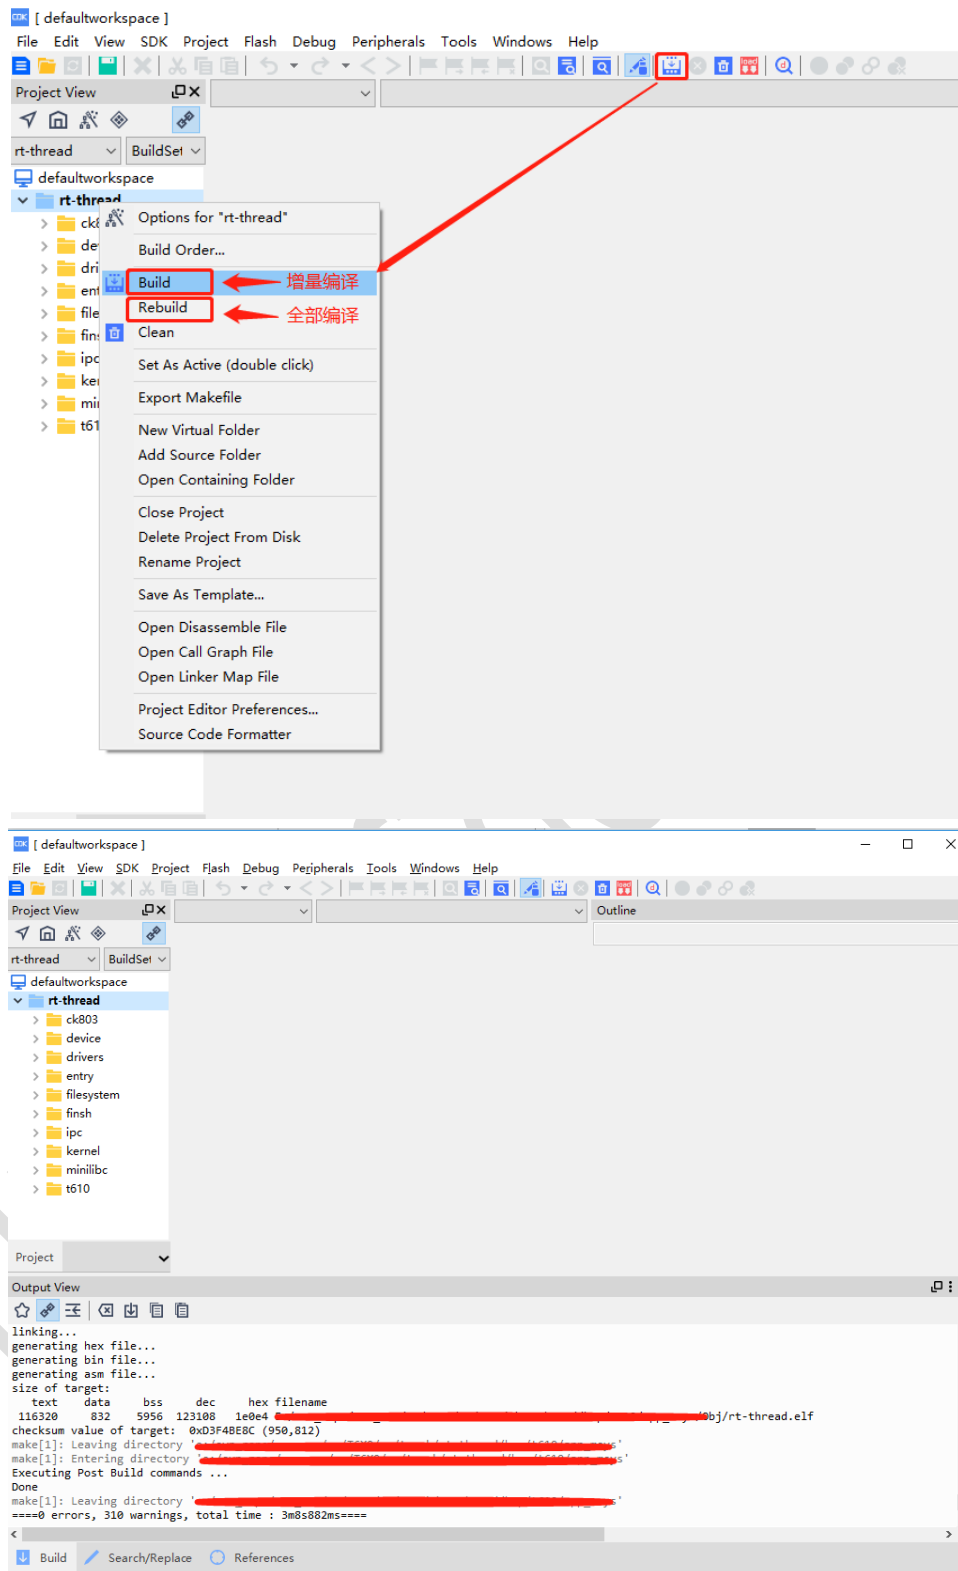 CDK [ defaultworkspace ]
File Edit View SDK Project Flash Debug Peripherals Tools Windows Help
Project View
rt-thread BuildSet
defaultworkspace
rt-thread
Options for "rt-thread"
Build Order...
Build 增量编译
Rebuild 全部编译
Clean
Set As Active (double click)
Export Makefile
New Virtual Folder
Add Source Folder
Open Containing Folder
Close Project
Delete Project From Disk
Rename Project
Save As Template...
Open Disassemble File
Open Call Graph File
Open Linker Map File
Project Editor Preferences...
Source Code Formatter
CDK [ defaultworkspace ]
File Edit View SDK Project Flash Debug Peripherals Tools Windows Help
Project View Outline
rt-thread BuildSet
defaultworkspace
rt-thread
ck803
device
drivers
entry
filesystem
finsh
ipc
kernel
minilibc
t610
Project
Output View
linking...
generating hex file...
generating bin file...
generating asm file...
size of target:
text data bss dec hex filename
116320 832 5956 123108 1e0e4 Obj/rt-thread.elf
checksum value of target: 0xD3F4BE8C (950,812)
make[1]: Leaving directory '
make[1]: Entering directory '
Executing Post Build commands ...
Done
make[1]: Leaving directory '
====0 errors, 310 warnings, total time : 3m8s882ms====
Build Search/Replace References